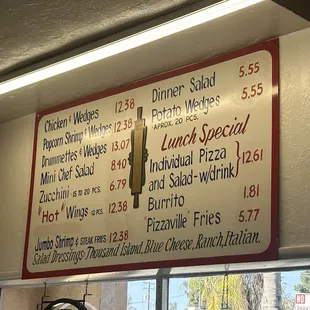 Chicken & Wedges 12.38
Popcorn Shrimp & Wedges 12.38
Drummettes & Wedges 13.07
Mini Chef Salad 8.40
Zucchini -15 TO 20 PCS. 6.79
"Hot" Wings -12 PCS. 12.38
Jumbo Shrimp & STEAK FRIES 12.38
Dinner Salad 5.55
Potato Wedges 5.55
APROX. 20 PCS.
Lunch Special
Individual Pizza
and Salad-w/drink} 12.61
Burrito 1.81
"Pizzaville" Fries 5.77
Salad Dressings: Thousand Island, Blue Cheese, Ranch, Italian.
NO